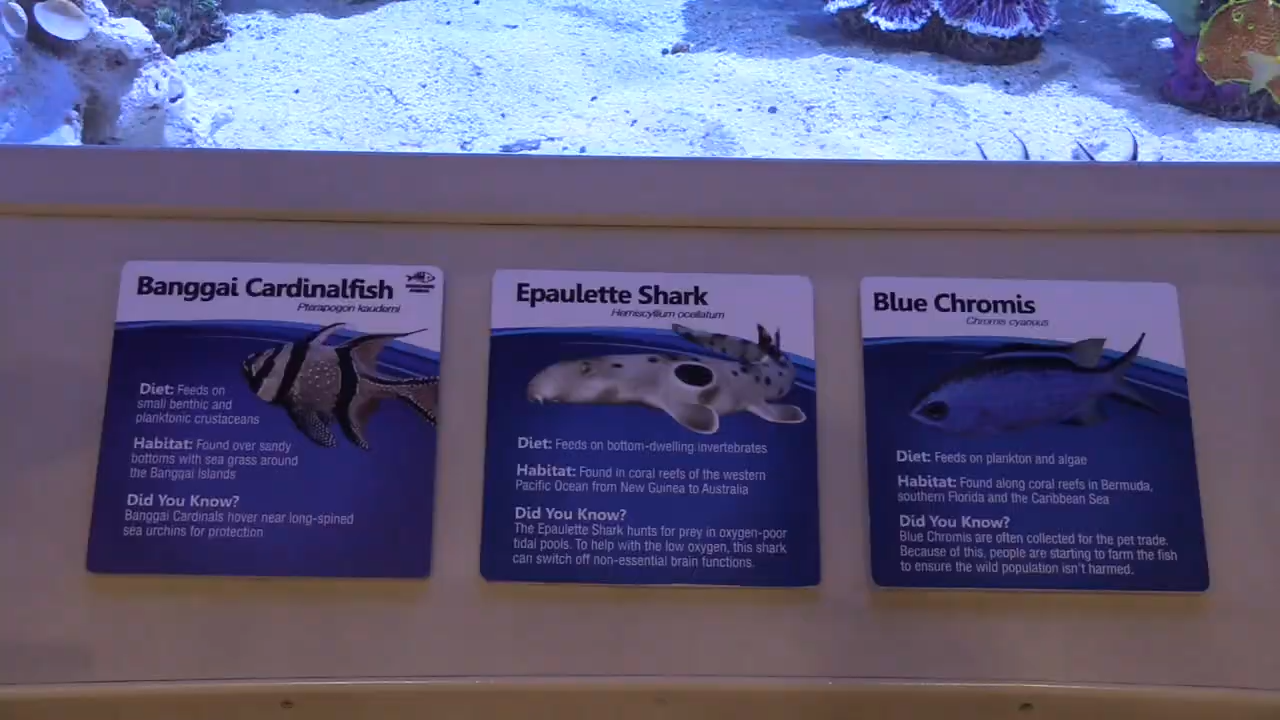 Banggai Cardinalfish
Pterapogon kauderni
Diet: Feeds on
small benthic and
planktonic crustaceans
Habitat: Found over sandy
bottoms with sea grass around
the Banggai Islands
Did You Know?
Banggai Cardinals hover near long-spined
sea urchins for protection
Epaulette Shark
Hemiscyllium ocellatum
Diet: Feeds on bottom-dwelling invertebrates
Habitat: Found in coral reefs of the western
Pacific Ocean from New Guinea to Australia
Did You Know?
The Epaulette Shark hunts for prey in oxygen-poor
tidal pools. To help with the low oxygen, this shark
can switch off non-essential brain functions.
Blue Chromis
Chromis cyanuus
Diet: Feeds on plankton and algae
Habitat: Found along coral reefs in Bermuda,
southern Florida and the Caribbean Sea
Did You Know?
Blue Chromis are often collected for the pet trade.
Because of this, people are starting to farm the fish
to ensure the wild population isn't harmed.